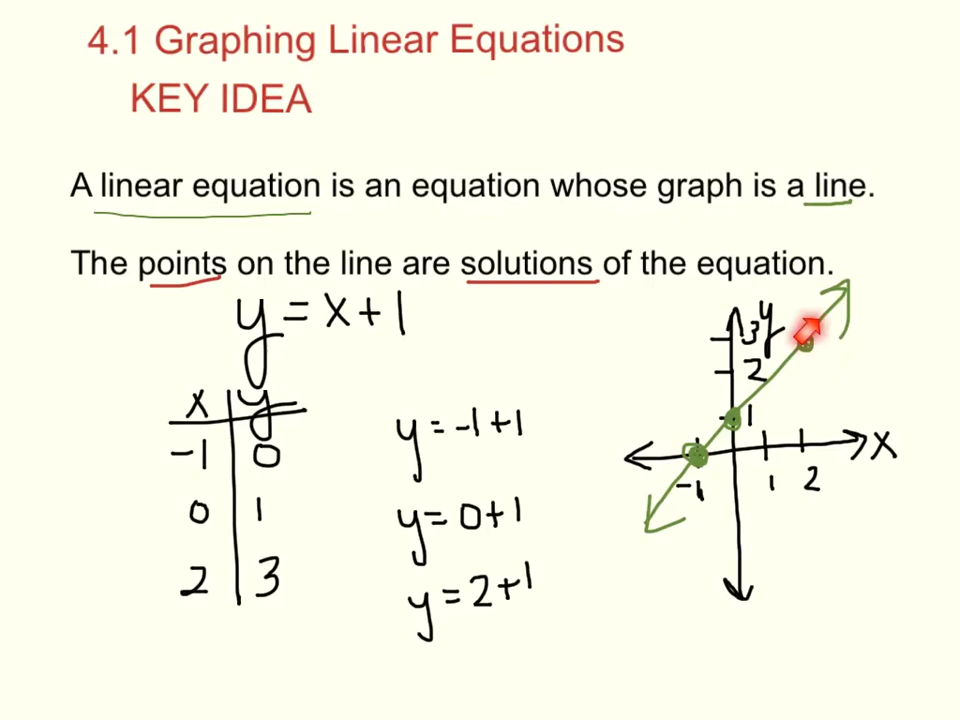 4.1 Graphing Linear Equations
KEY IDEA
A linear equation is an equation whose graph is a line.
The points on the line are solutions of the equation.
y = x + 1
x y
-1 0
0 1
2 3
y = -1 + 1
y = 0 + 1
y = 2 + 1
y
3
2
1
x
-1 1 2